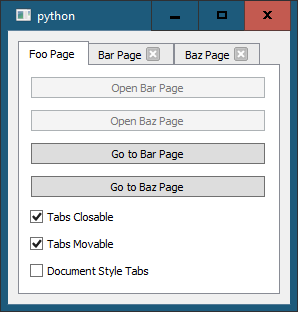 python
Foo Page
Bar Page
Baz Page
Open Bar Page
Open Baz Page
Go to Bar Page
Go to Baz Page
Tabs Closable
Tabs Movable
Document Style Tabs